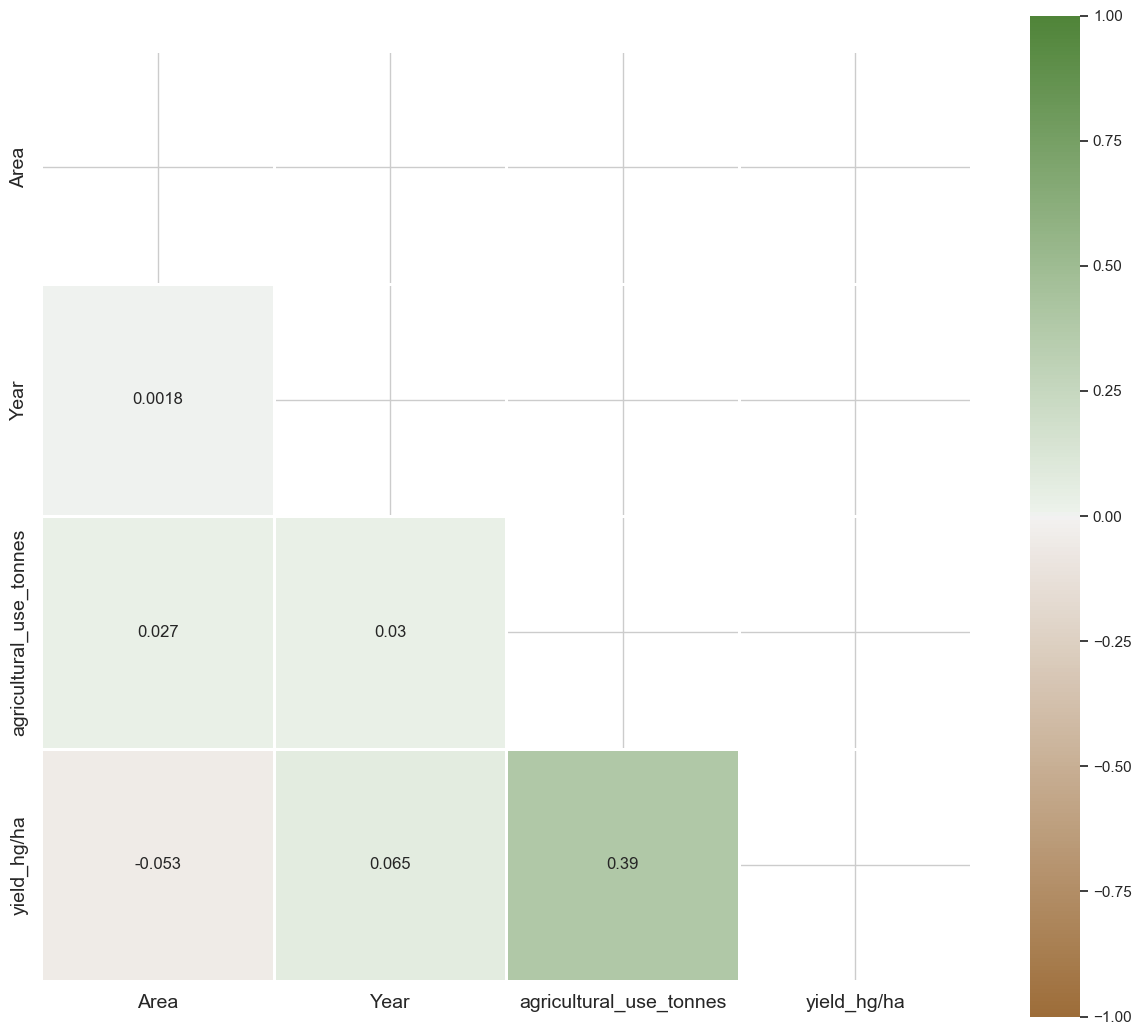 Area
Year
agricultural_use_tonnes
yield_hg/ha
0.0018
0.027
0.03
-0.053
0.065
0.39
Area
Year
agricultural_use_tonnes
yield_hg/ha
1.00
0.75
0.50
0.25
0.00
−0.25
−0.50
−0.75
−1.00